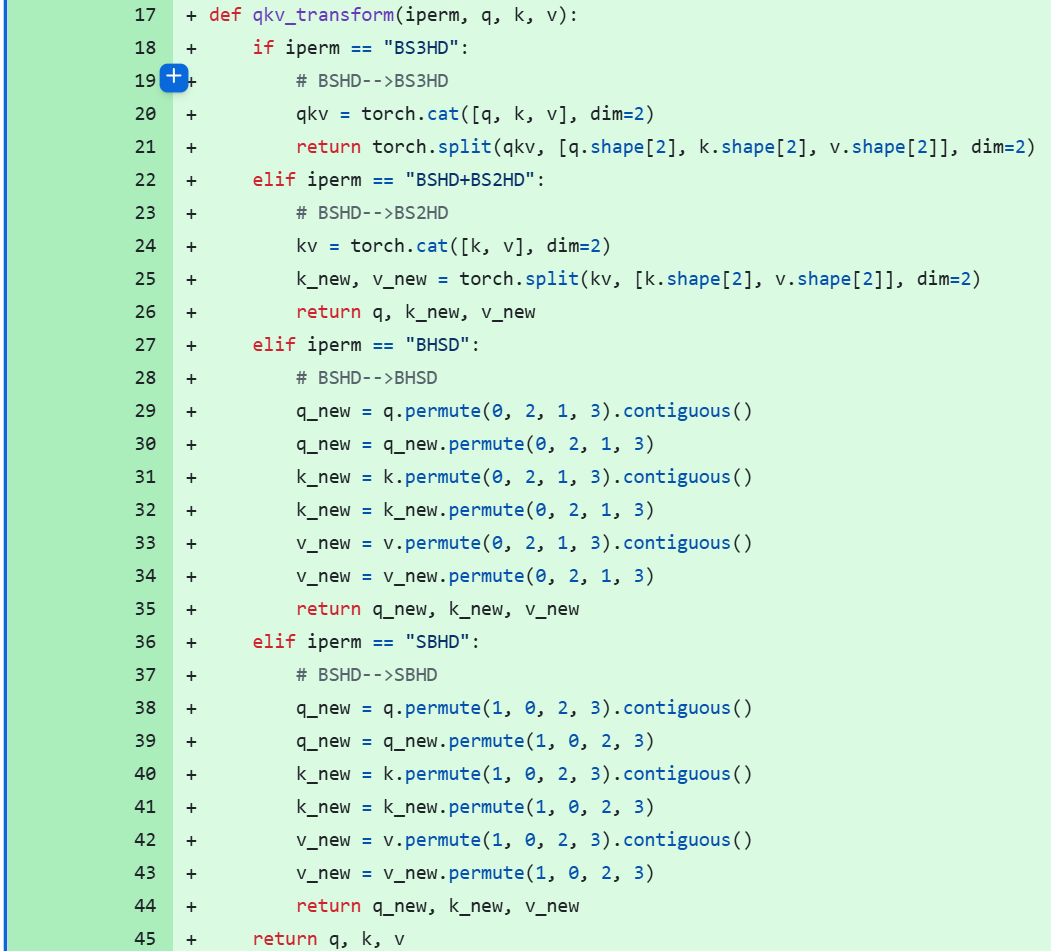 17 + def qkv_transform(iperm, q, k, v):
18 +     if iperm == "BS3HD":
19 +         # BSHD-->BS3HD
20 +         qkv = torch.cat([q, k, v], dim=2)
21 +         return torch.split(qkv, [q.shape[2], k.shape[2], v.shape[2]], dim=2)
22 +     elif iperm == "BSHD+BS2HD":
23 +         # BSHD-->BS2HD
24 +         kv = torch.cat([k, v], dim=2)
25 +         k_new, v_new = torch.split(kv, [k.shape[2], v.shape[2]], dim=2)
26 +         return q, k_new, v_new
27 +     elif iperm == "BHSD":
28 +         # BSHD-->BHSD
29 +         q_new = q.permute(0, 2, 1, 3).contiguous()
30 +         q_new = q_new.permute(0, 2, 1, 3)
31 +         k_new = k.permute(0, 2, 1, 3).contiguous()
32 +         k_new = k_new.permute(0, 2, 1, 3)
33 +         v_new = v.permute(0, 2, 1, 3).contiguous()
34 +         v_new = v_new.permute(0, 2, 1, 3)
35 +         return q_new, k_new, v_new
36 +     elif iperm == "SBHD":
37 +         # BSHD-->SBHD
38 +         q_new = q.permute(1, 0, 2, 3).contiguous()
39 +         q_new = q_new.permute(1, 0, 2, 3)
40 +         k_new = k.permute(1, 0, 2, 3).contiguous()
41 +         k_new = k_new.permute(1, 0, 2, 3)
42 +         v_new = v.permute(1, 0, 2, 3).contiguous()
43 +         v_new = v_new.permute(1, 0, 2, 3)
44 +         return q_new, k_new, v_new
45 +     return q, k, v